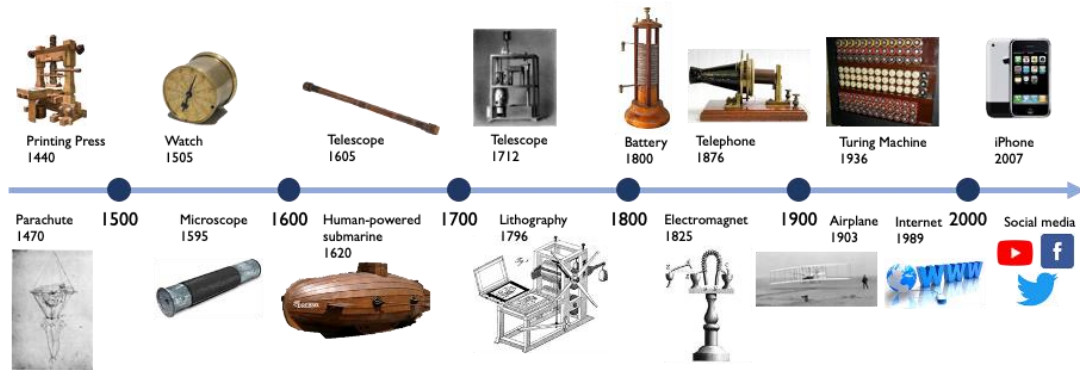 Printing Press
1440
Watch
1505
Telescope
1605
Telescope
1712
Battery
1800
Telephone
1876
Turing Machine
1936
iPhone
2007
1500
1600
1700
1800
1900
2000
Parachute
1470
Microscope
1595
Human-powered
submarine
1620
Lithography
1796
Electromagnet
1825
Airplane
1903
Internet
1989
WWW
Social media
f